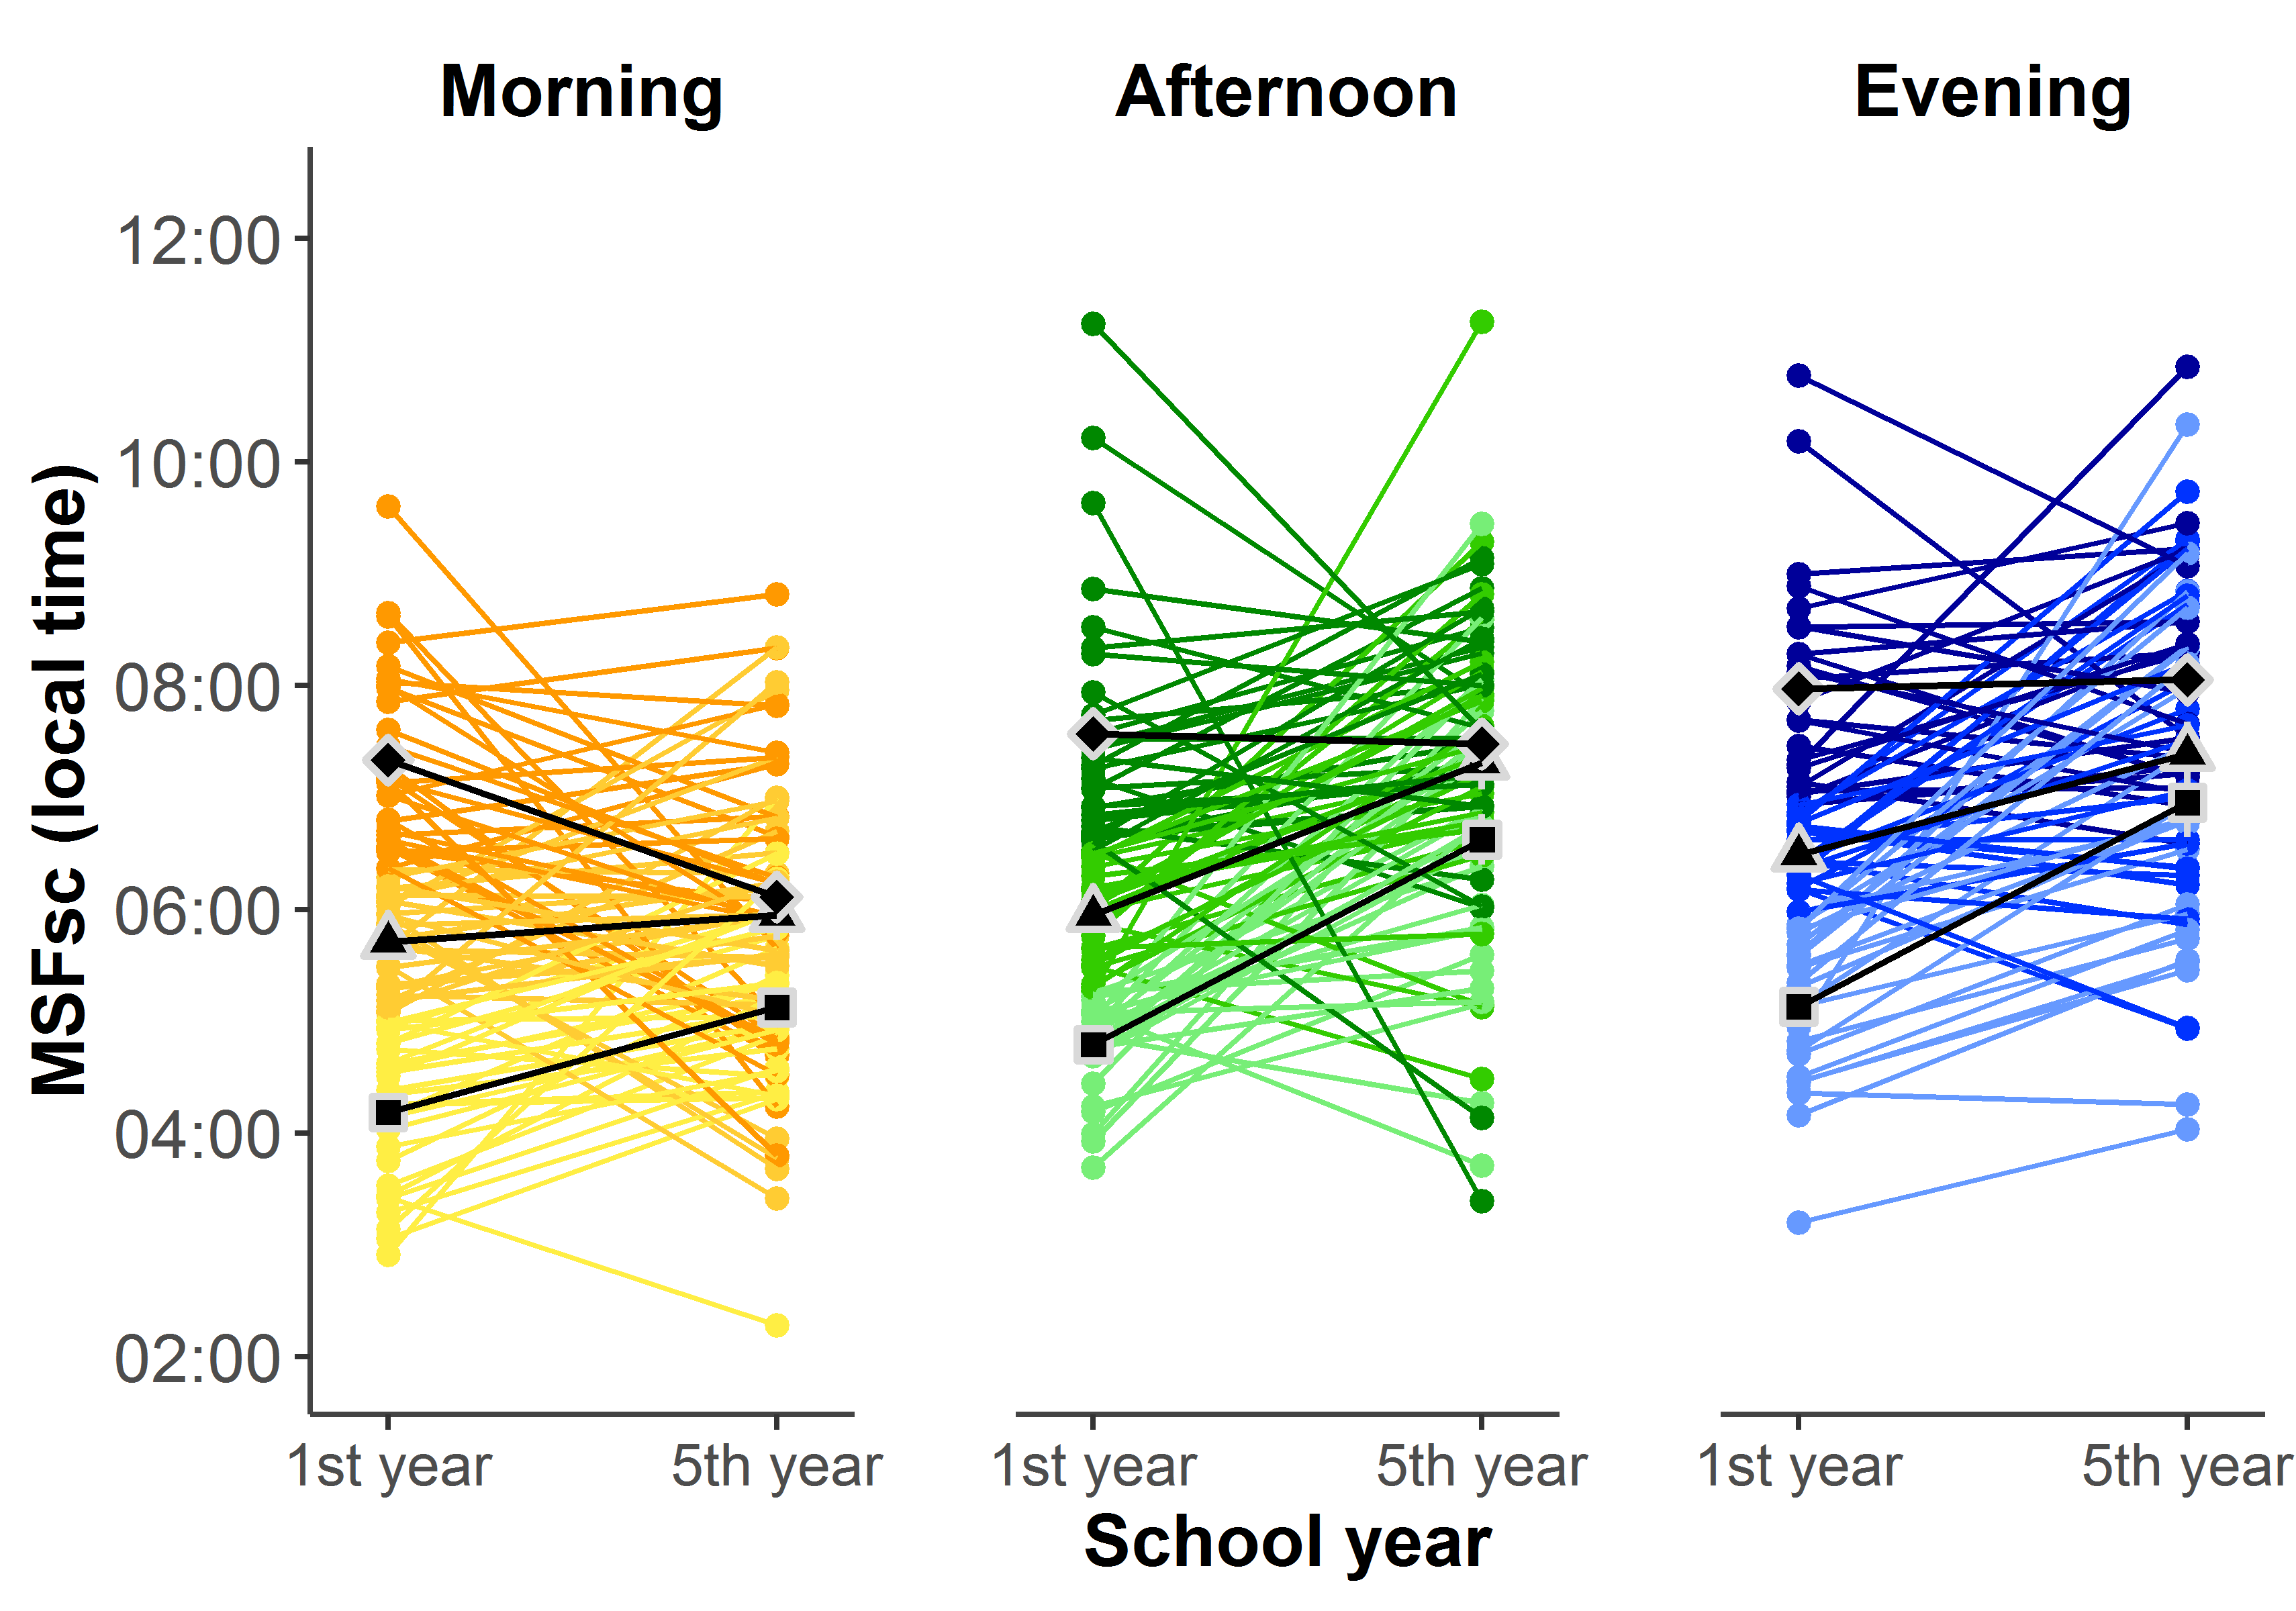 Morning Afternoon Evening
MSFsc (local time)
12:00
10:00
08:00
06:00
04:00
02:00
1st year 5th year 1st year 5th year 1st year 5th year
School year